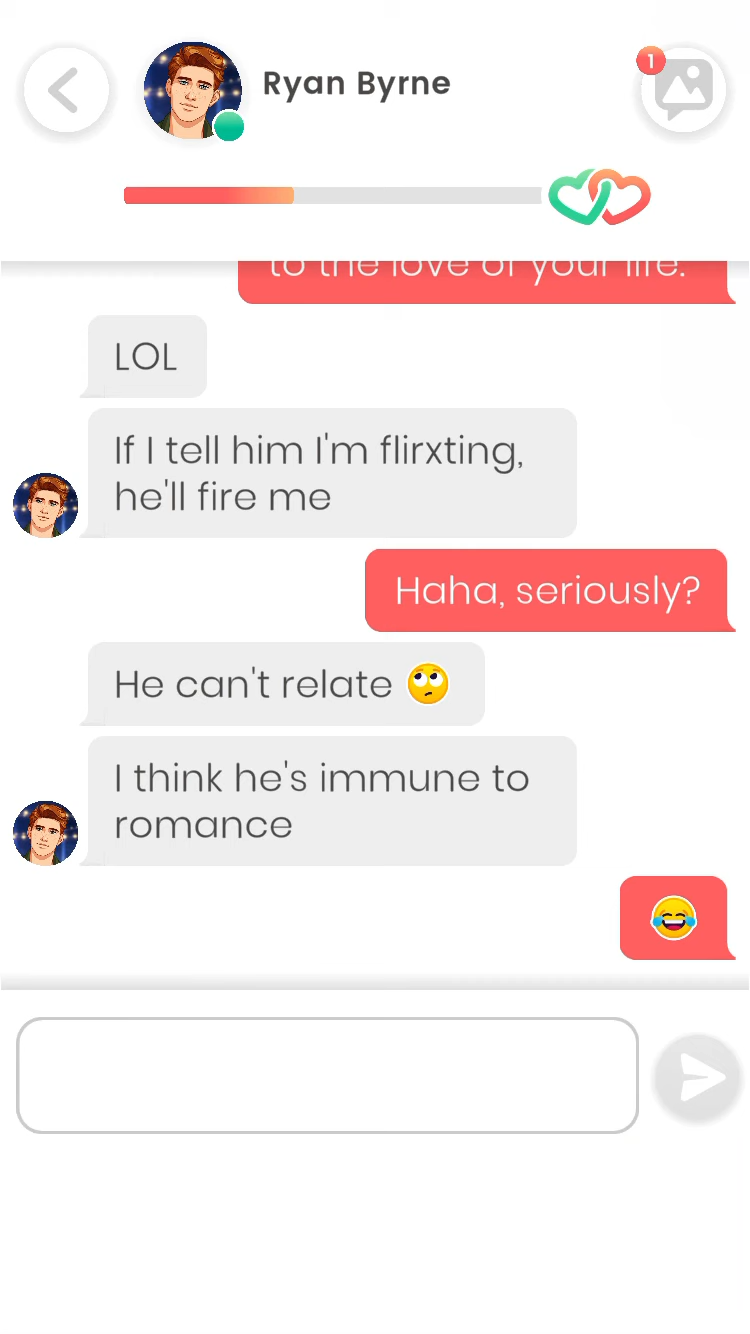 Ryan Byrne
1
to the love of your life.
LOL
If I tell him I'm flirxting,
he'll fire me
Haha, seriously?
He can't relate 🙄
I think he's immune to
romance
😂